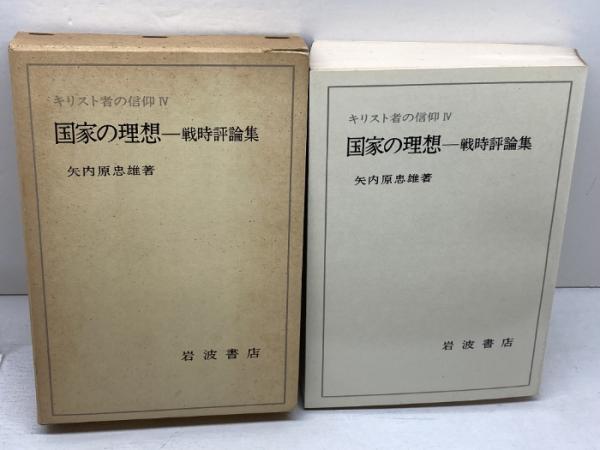 キリスト者の信仰 Ⅳ
国家の理想—戦時評論集
矢内原忠雄著
岩波書店
キリスト者の信仰 Ⅳ
国家の理想—戦時評論集
矢内原忠雄著
岩波書店